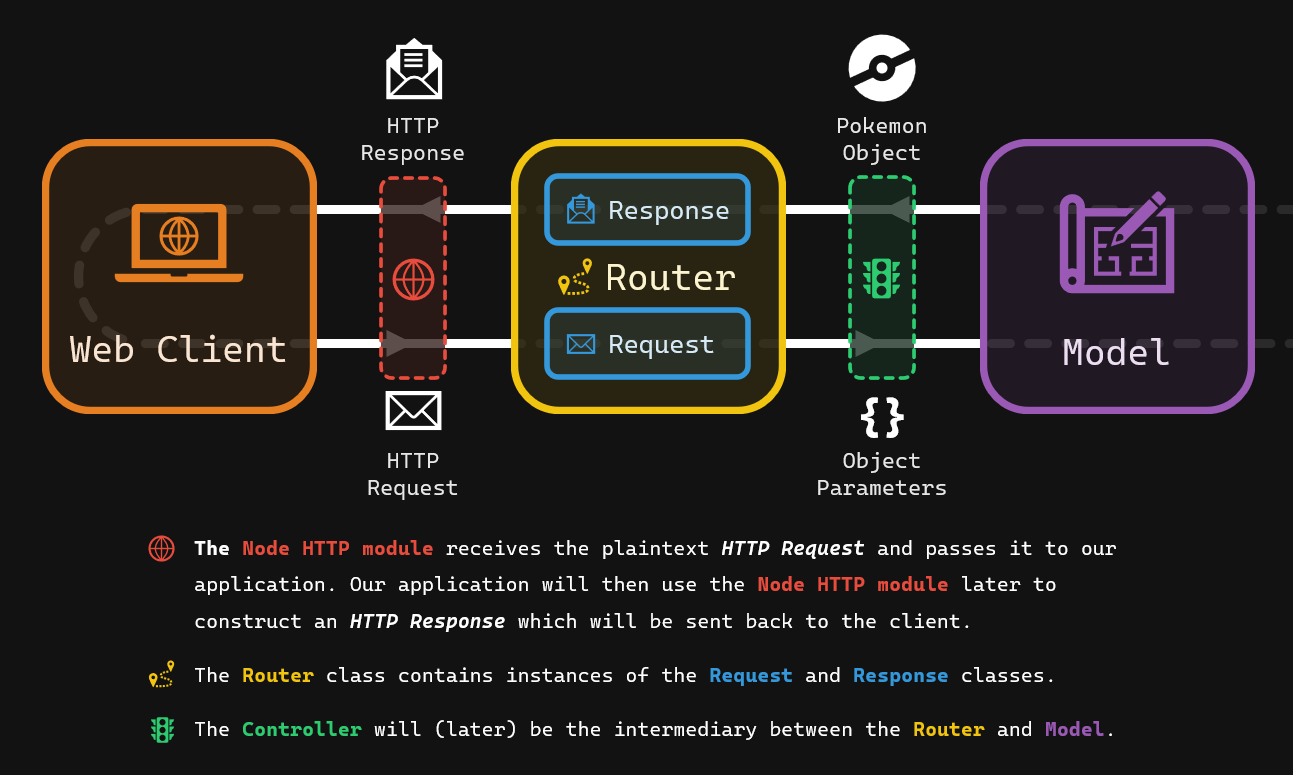 HTTP
Response
Pokemon
Object
Response
Router
Request
Web Client
Model
HTTP
Request
{}
Object
Parameters
The Node HTTP module receives the plaintext HTTP Request and passes it to our
application. Our application will then use the Node HTTP module later to
construct an HTTP Response which will be sent back to the client.
The Router class contains instances of the Request and Response classes.
The Controller will (later) be the intermediary between the Router and Model.